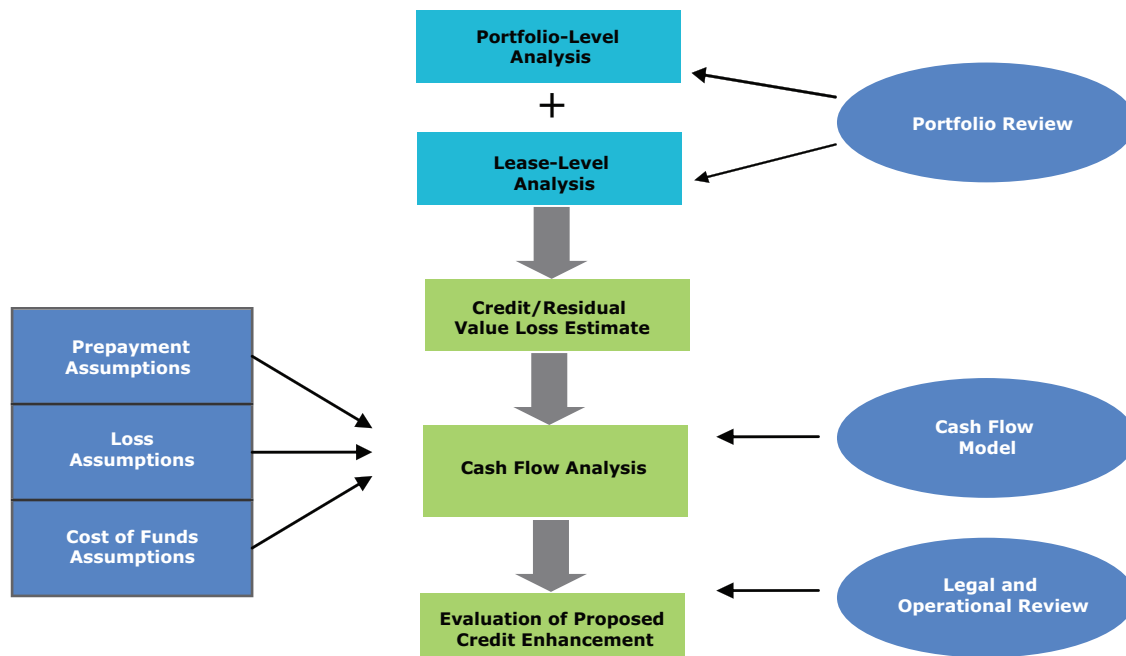 Portfolio-Level
Analysis
+
Lease-Level
Analysis
Portfolio Review
Credit/Residual
Value Loss Estimate
Prepayment
Assumptions
Loss
Assumptions
Cost of Funds
Assumptions
Cash Flow Analysis
Cash Flow
Model
Evaluation of Proposed
Credit Enhancement
Legal and
Operational Review